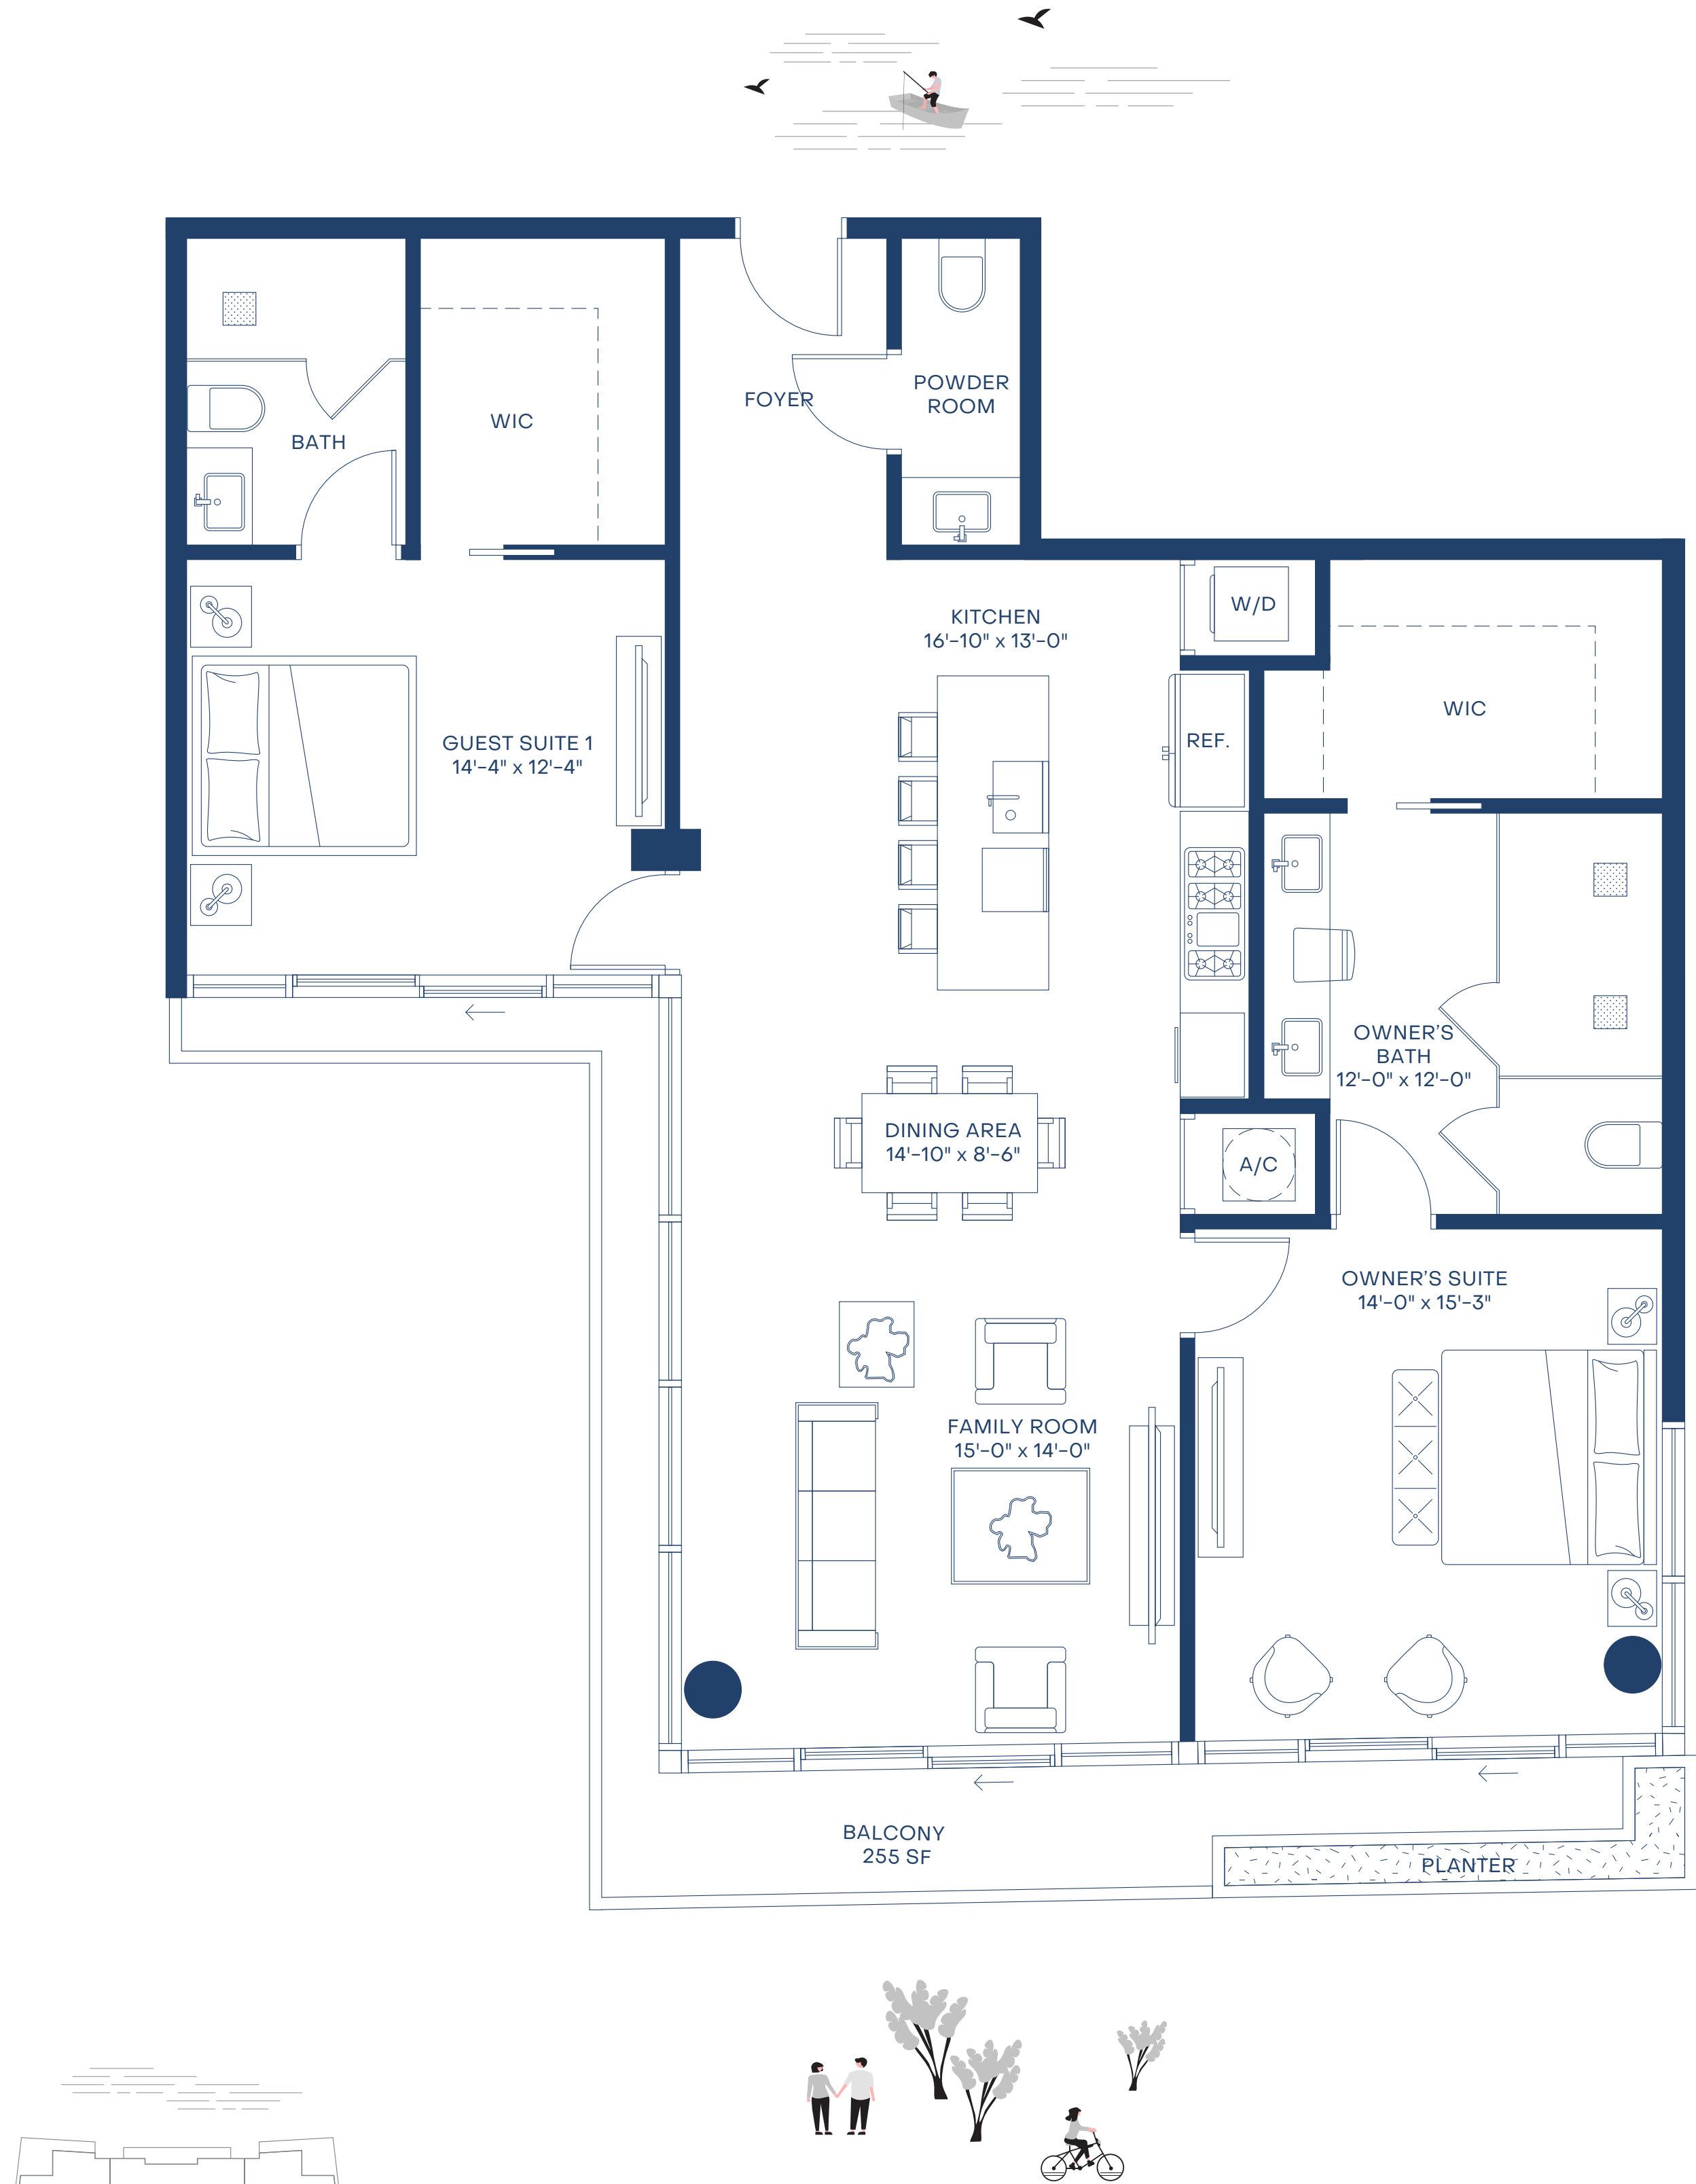 FOYER
POWDER
ROOM
WIC
BATH
KITCHEN
16'-10" x 13'-0"
W/D
WIC
REF.
GUEST SUITE 1
14'-4" x 12'-4"
OWNER'S
BATH
12'-0" x 12'-0"
DINING AREA
14'-10" x 8'-6"
A/C
OWNER'S SUITE
14'-0" x 15'-3"
FAMILY ROOM
15'-0" x 14'-0"
BALCONY
255 SF
PLANTER